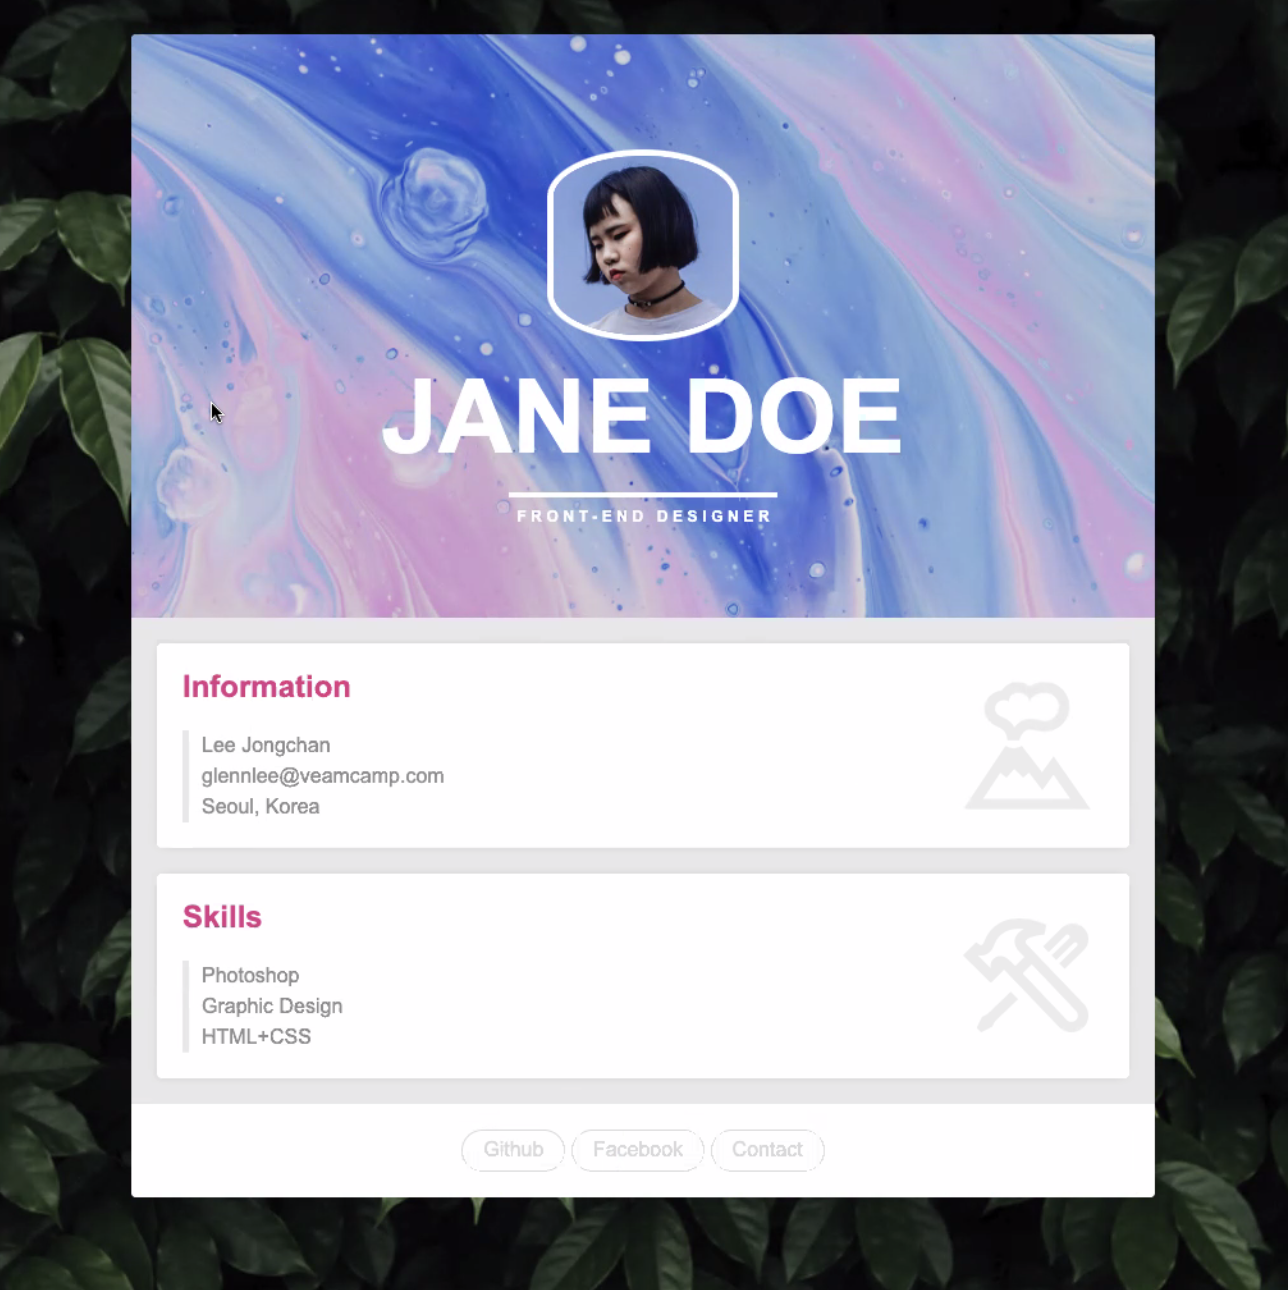 JANE DOE
FRONT-END DESIGNER
Information
Lee Jongchan
glennlee@veamcamp.com
Seoul, Korea
Skills
Photoshop
Graphic Design
HTML+CSS
Github Facebook Contact